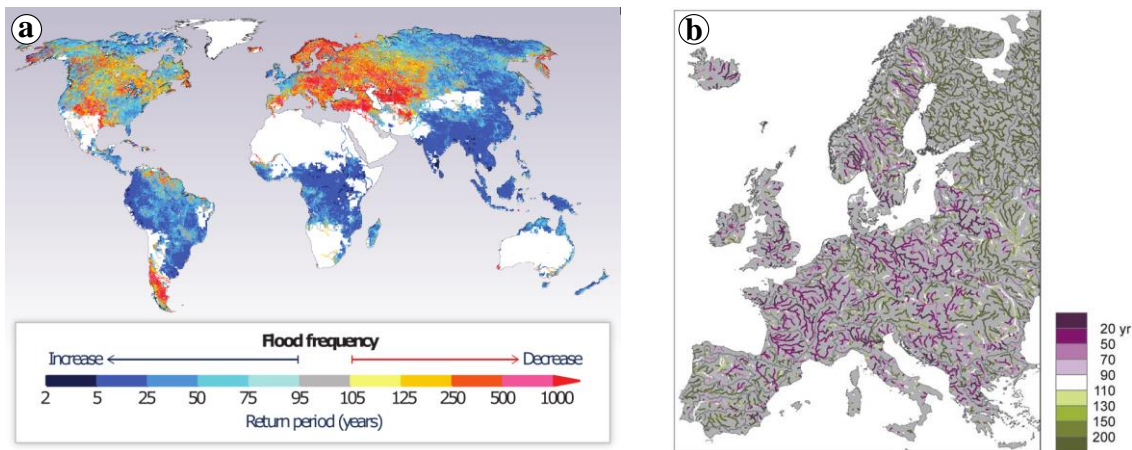 a
Flood frequency
Increase
Decrease
2 5 25 50 75 95 105 125 250 500 1000
Return period (years)
b
20 yr
50
70
90
110
130
150
200